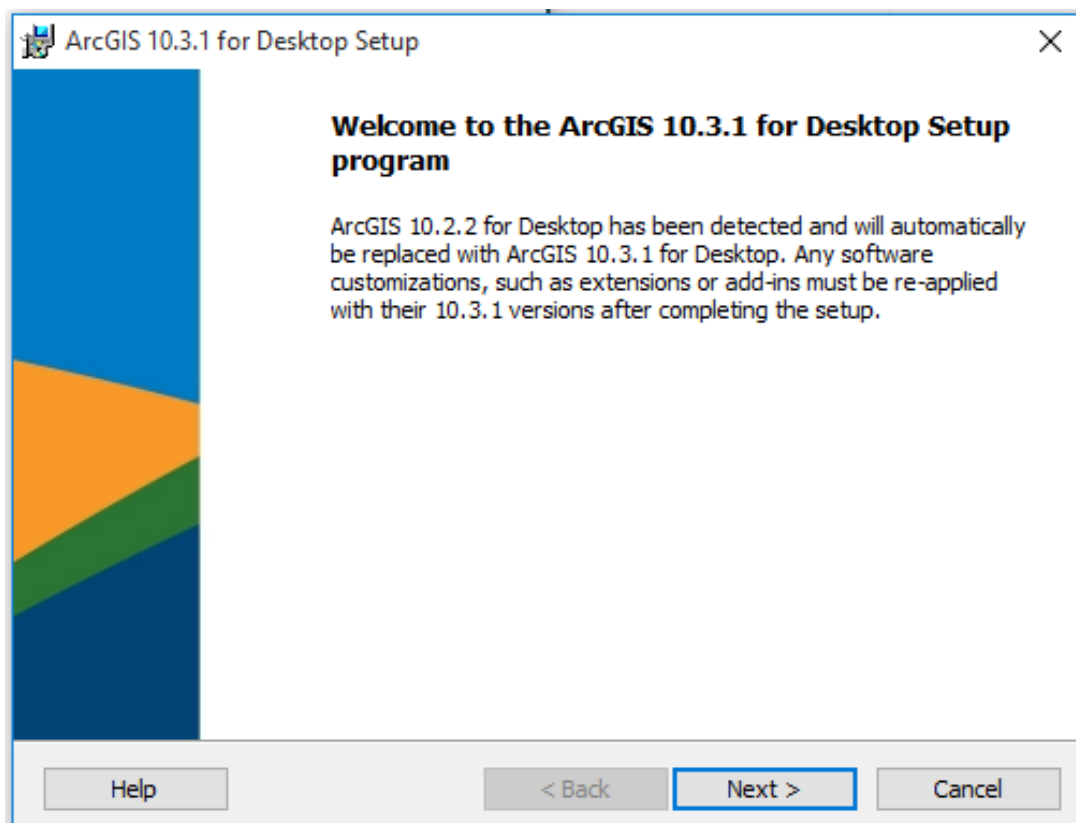 ArcGIS 10.3.1 for Desktop Setup
Welcome to the ArcGIS 10.3.1 for Desktop Setup
program
ArcGIS 10.2.2 for Desktop has been detected and will automatically
be replaced with ArcGIS 10.3.1 for Desktop. Any software
customizations, such as extensions or add-ins must be re-applied
with their 10.3.1 versions after completing the setup.
Help
< Back
Next >
Cancel